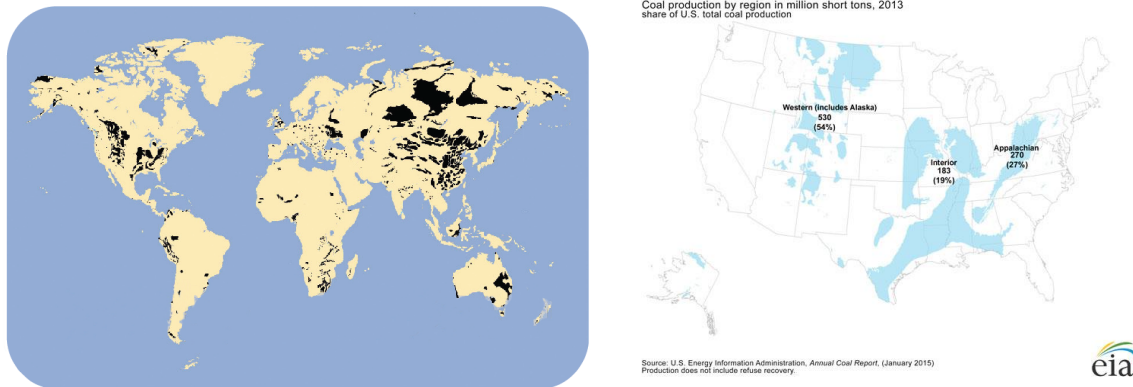 Coal production by region in million short tons, 2013
share of U.S. total coal production
Western (includes Alaska)
530
(54%)
Appalachian
270
(27%)
Interior
183
(19%)
Source: U.S. Energy Information Administration, Annual Coal Report, (January 2015)
Production does not include refuse recovery.
eia